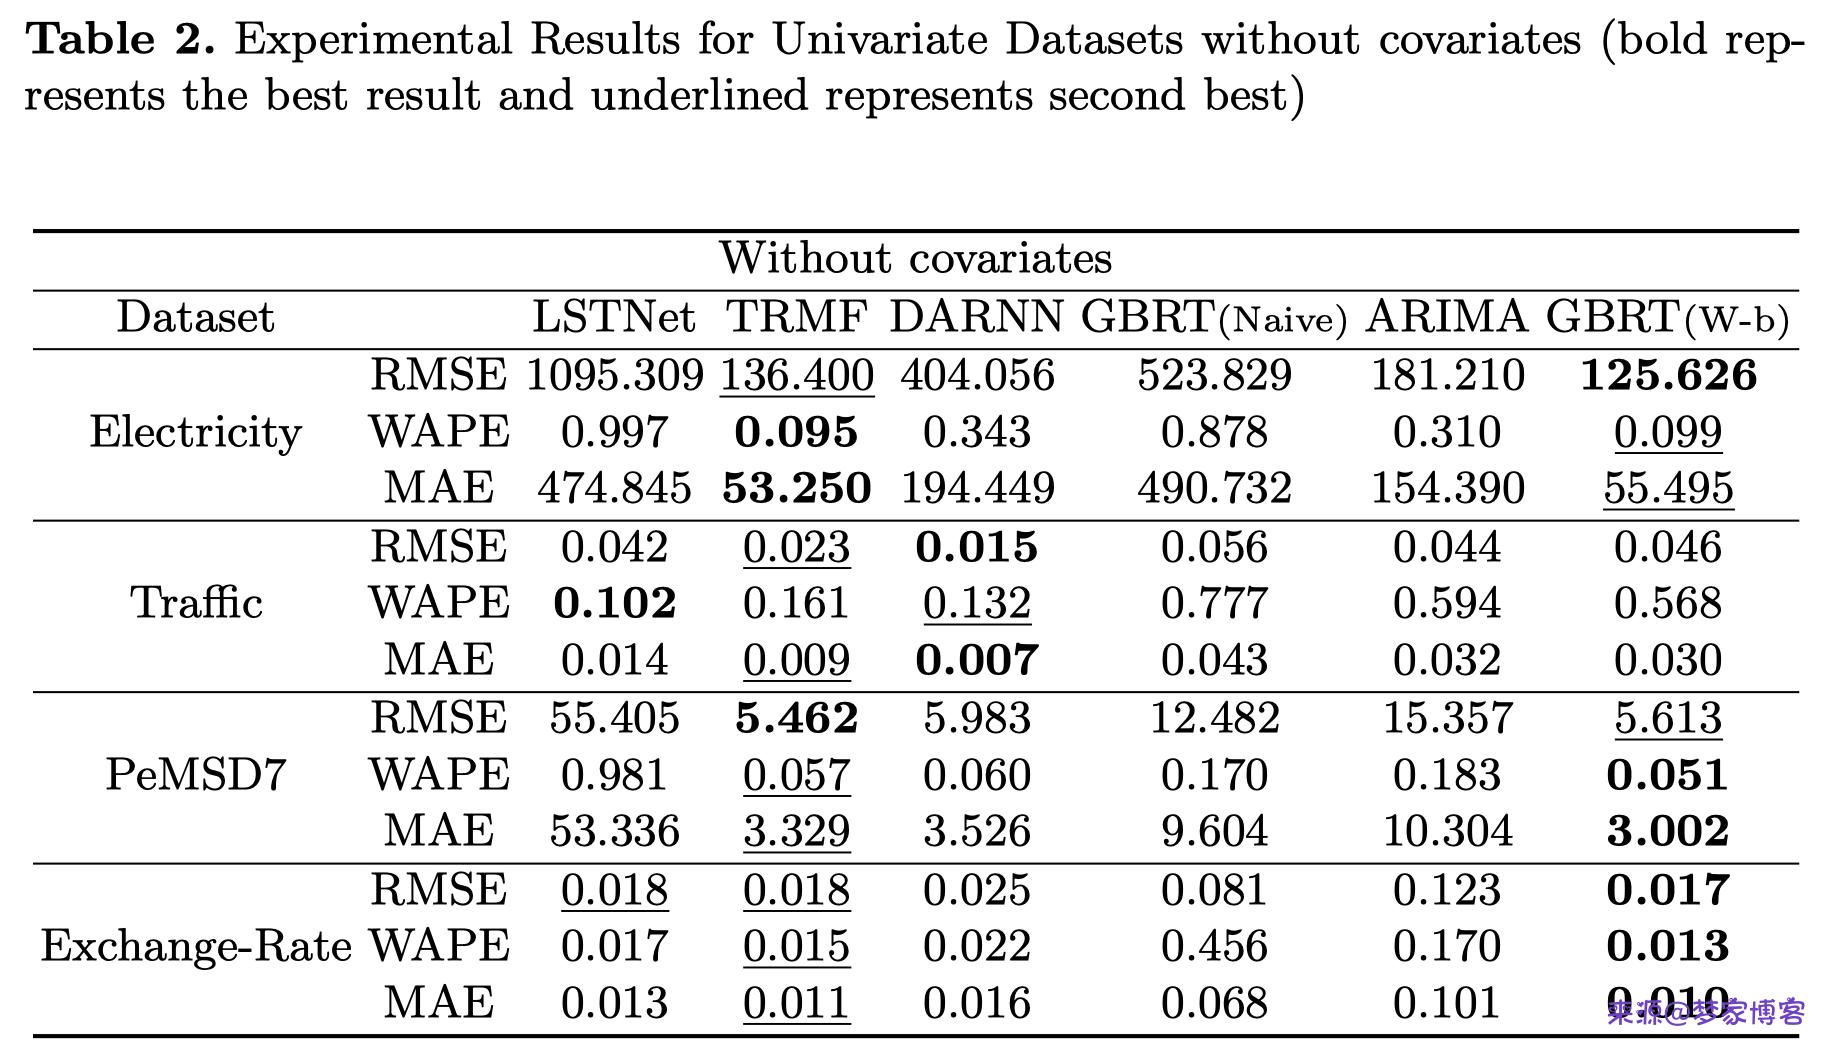 Table 2. Experimental Results for Univariate Datasets without covariates (bold rep-
resents the best result and underlined represents second best)
Without covariates
Dataset LSTNet TRMF DARNN GBRT(Naive) ARIMA GBRT(W-b)
RMSE 1095.309 136.400 404.056 523.829 181.210 125.626
Electricity WAPE 0.997 0.095 0.343 0.878 0.310 0.099
MAE 474.845 53.250 194.449 490.732 154.390 55.495
RMSE 0.042 0.023 0.015 0.056 0.044 0.046
Traffic WAPE 0.102 0.161 0.132 0.777 0.594 0.568
MAE 0.014 0.009 0.007 0.043 0.032 0.030
RMSE 55.405 5.462 5.983 12.482 15.357 5.613
PeMSD7 WAPE 0.981 0.057 0.060 0.170 0.183 0.051
MAE 53.336 3.329 3.526 9.604 10.304 3.002
RMSE 0.018 0.018 0.025 0.081 0.123 0.017
Exchange-Rate WAPE 0.017 0.015 0.022 0.456 0.170 0.013
MAE 0.013 0.011 0.016 0.068 0.101 0.010
来源@梦家博客